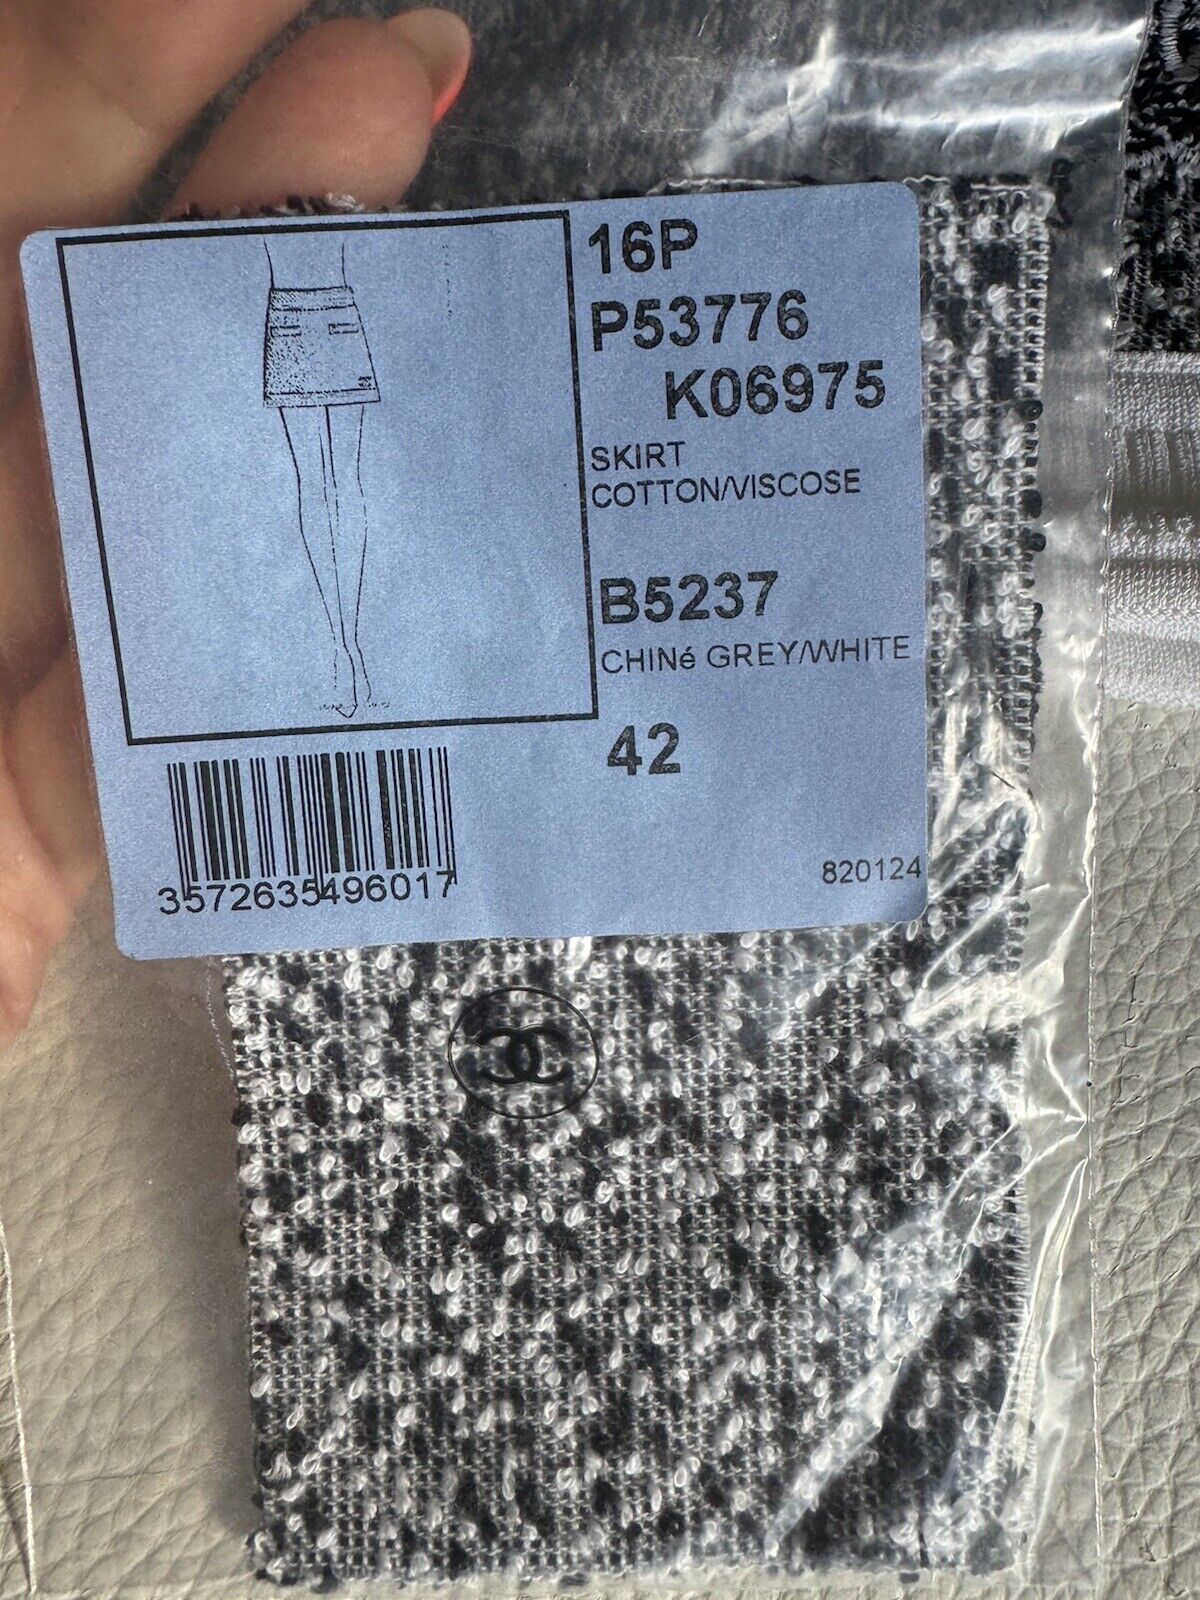 16P
P53776
K06975
SKIRT
COTTON/VISCOSE
B5237
CHINé GREY/WHITE
42
3572635496017
820124